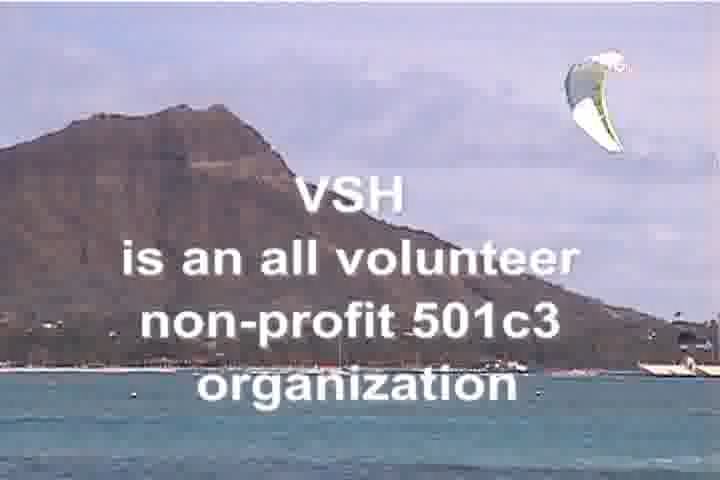 VSH
is an all volunteer
non-profit 501c3
organization